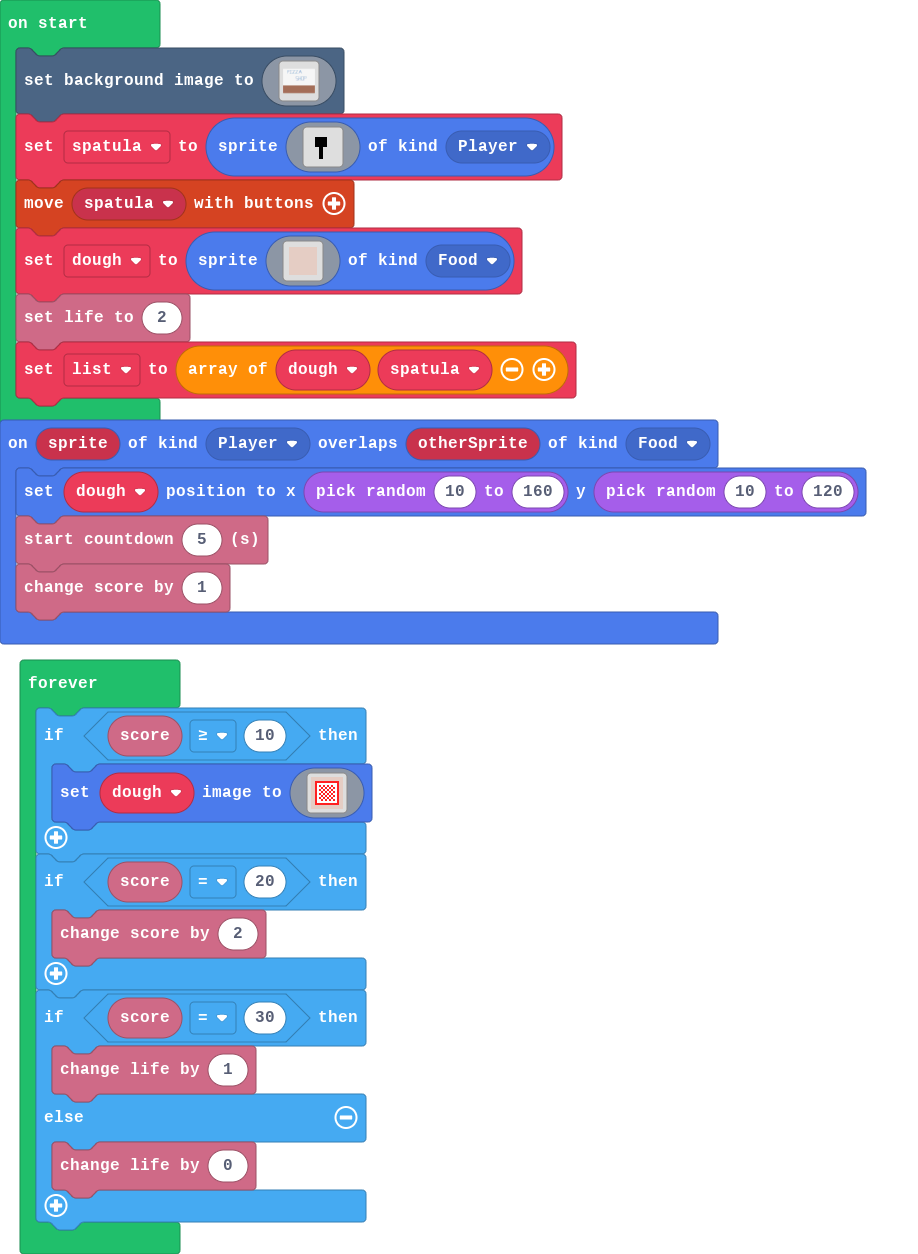 on start
set background image to
set spatula to sprite of kind Player
move spatula with buttons
set dough to sprite of kind Food
set life to 2
set list to array of dough spatula
on sprite of kind Player overlaps otherSprite of kind Food
set dough position to x pick random 10 to 160 y pick random 10 to 120
start countdown 5 (s)
change score by 1
forever
if score ≥ 10 then
set dough image to
if score = 20 then
change score by 2
if score = 30 then
change life by 1
else
change life by 0